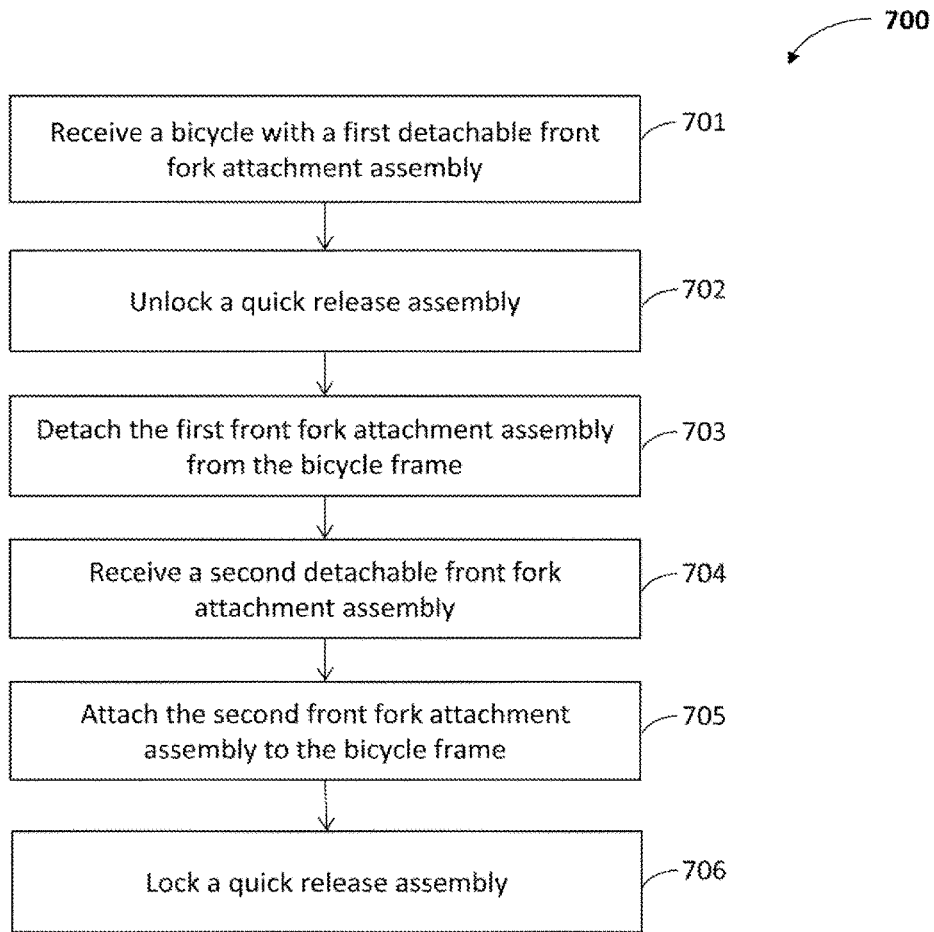 700
Receive a bicycle with a first detachable front
fork attachment assembly
701
Unlock a quick release assembly
702
Detach the first front fork attachment assembly
from the bicycle frame
703
Receive a second detachable front fork
attachment assembly
704
Attach the second front fork attachment
assembly to the bicycle frame
705
Lock a quick release assembly
706